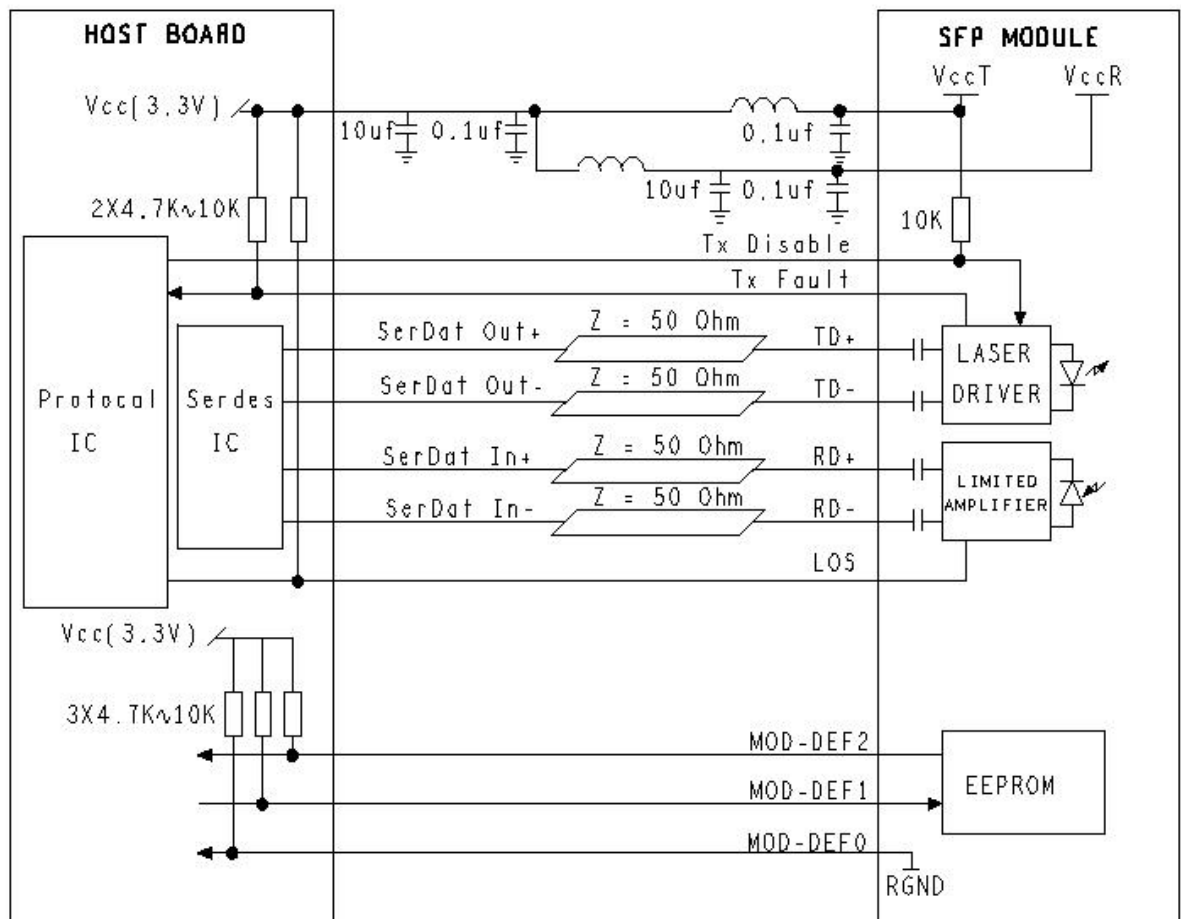 HOST BOARD
SFP MODULE
VccT
VccR
Vcc(3.3V)
10uf
0.1uf
0.1uf
10uf
0.1uf
2X4.7K~10K
10K
Tx Disable
Tx Fault
Protocal
IC
Serdes
IC
SerDat Out+
Z = 50 Ohm
TD+
SerDat Out-
Z = 50 Ohm
TD-
LASER
DRIVER
SerDat In+
Z = 50 Ohm
RD+
SerDat In-
Z = 50 Ohm
RD-
LIMITED
AMPLIFIER
LOS
Vcc(3.3V)
3X4.7K~10K
MOD-DEF2
MOD-DEF1
MOD-DEF0
EEPROM
RGND